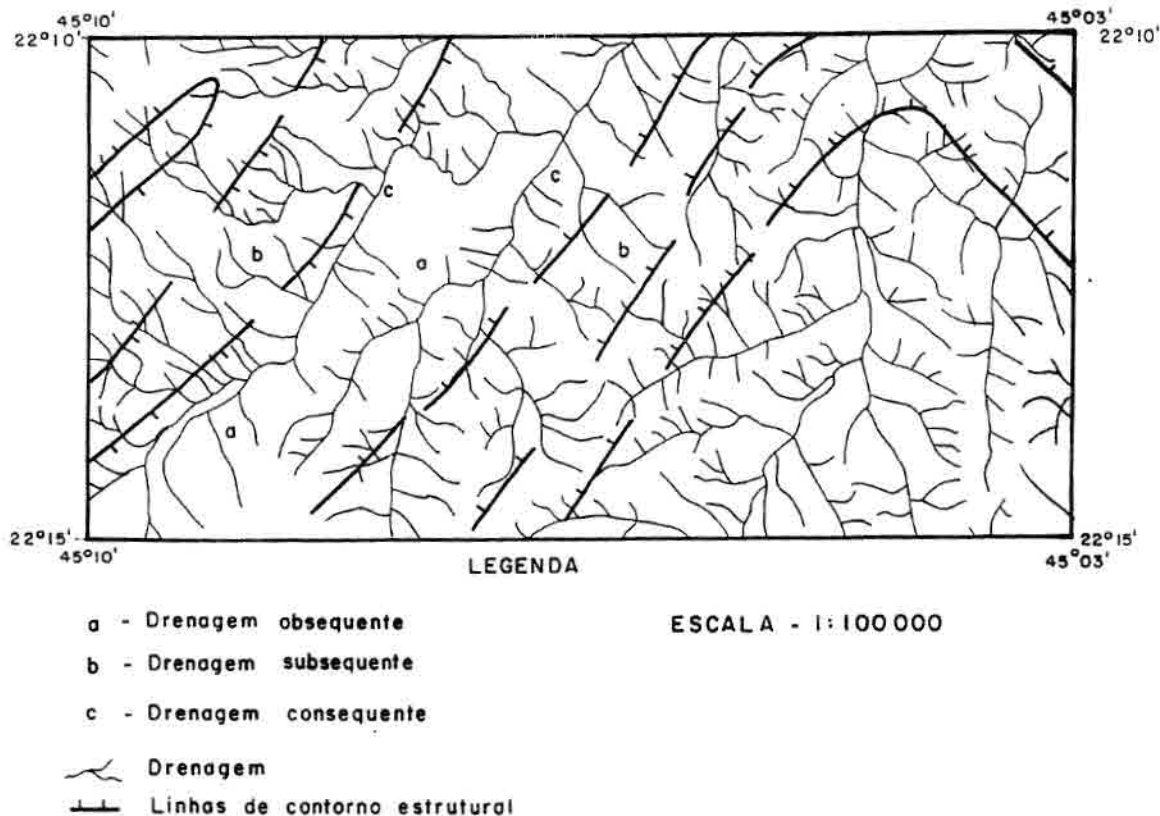 45°10'
45°03'
22°10'
22°10'
c
c
b
b
a
a
22°15'
22°15'
45°10'
45°03'
LEGENDA
a - Drenagem obsequente
ESCALA - 1:100 000
b - Drenagem subsequente
c - Drenagem consequente
Drenagem
Linhas de contorno estrutural